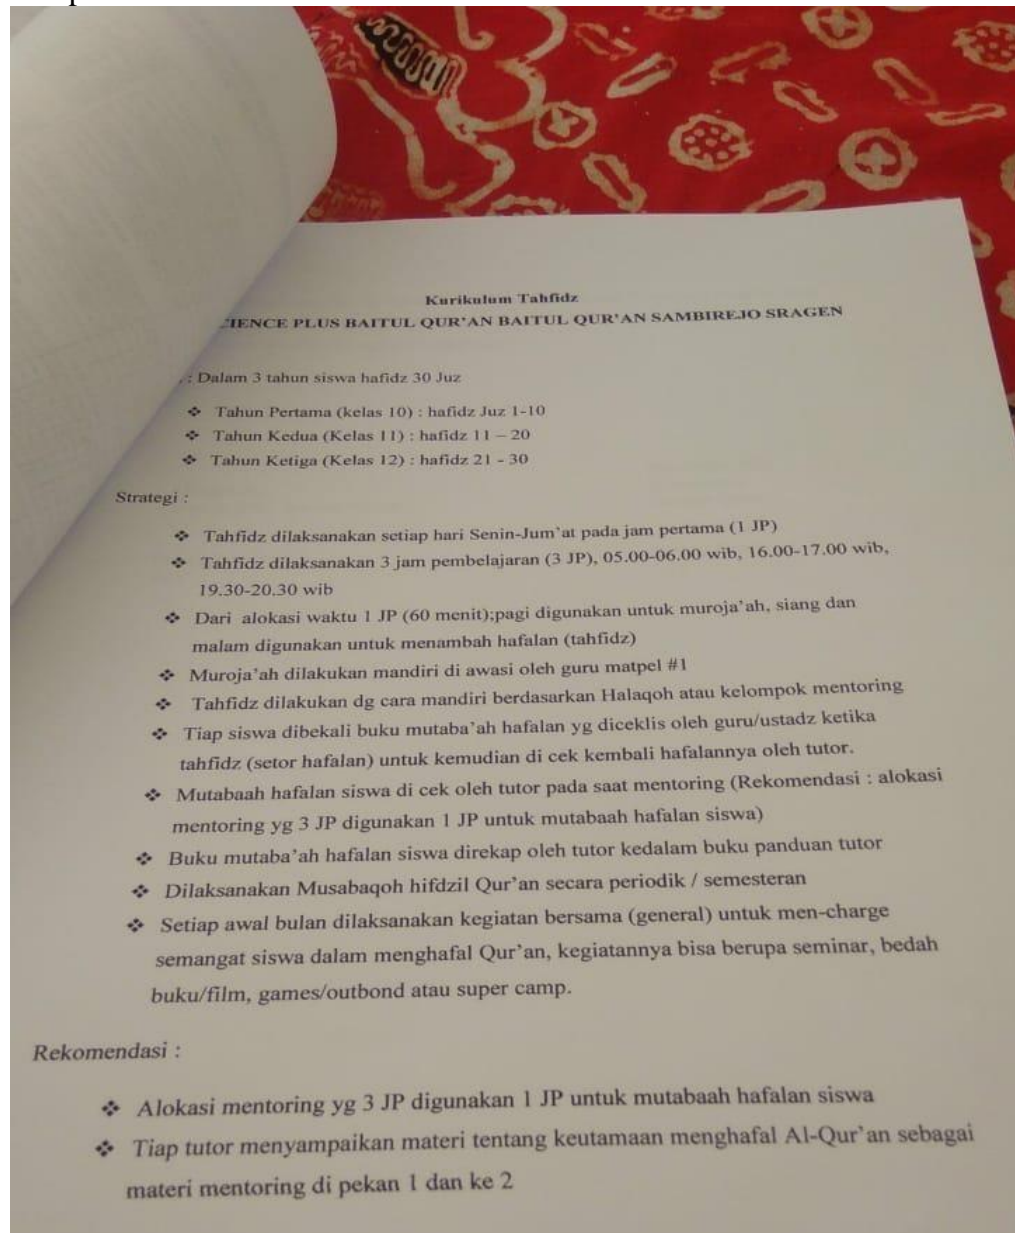 Kurikulum Tahfidz
IENCE PLUS BAITUL QUR'AN BAITUL QUR'AN SAMBIREJO SRAGEN
: Dalam 3 tahun siswa hafidz 30 Juz
❖ Tahun Pertama (kelas 10) : hafidz Juz 1-10
❖ Tahun Kedua (Kelas 11) : hafidz 11 – 20
❖ Tahun Ketiga (Kelas 12) : hafidz 21 - 30
Strategi :
❖ Tahfidz dilaksanakan setiap hari Senin-Jum'at pada jam pertama (1 JP)
❖ Tahfidz dilaksanakan 3 jam pembelajaran (3 JP), 05.00-06.00 wib, 16.00-17.00 wib,
19.30-20.30 wib
❖ Dari alokasi waktu 1 JP (60 menit);pagi digunakan untuk muroja'ah, siang dan
malam digunakan untuk menambah hafalan (tahfidz)
❖ Muroja'ah dilakukan mandiri di awasi oleh guru matpel #1
❖ Tahfidz dilakukan dg cara mandiri berdasarkan Halaqoh atau kelompok mentoring
❖ Tiap siswa dibekali buku mutaba'ah hafalan yg diceklis oleh guru/ustadz ketika
tahfidz (setor hafalan) untuk kemudian di cek kembali hafalannya oleh tutor.
❖ Mutabaah hafalan siswa di cek oleh tutor pada saat mentoring (Rekomendasi : alokasi
mentoring yg 3 JP digunakan 1 JP untuk mutabaah hafalan siswa)
❖ Buku mutaba'ah hafalan siswa direkap oleh tutor kedalam buku panduan tutor
❖ Dilaksanakan Musabaqoh hifdzil Qur'an secara periodik / semesteran
❖ Setiap awal bulan dilaksanakan kegiatan bersama (general) untuk men-charge
semangat siswa dalam menghafal Qur'an, kegiatannya bisa berupa seminar, bedah
buku/film, games/outbond atau super camp.
Rekomendasi :
❖ Alokasi mentoring yg 3 JP digunakan 1 JP untuk mutabaah hafalan siswa
❖ Tiap tutor menyampaikan materi tentang keutamaan menghafal Al-Qur'an sebagai
materi mentoring di pekan 1 dan ke 2